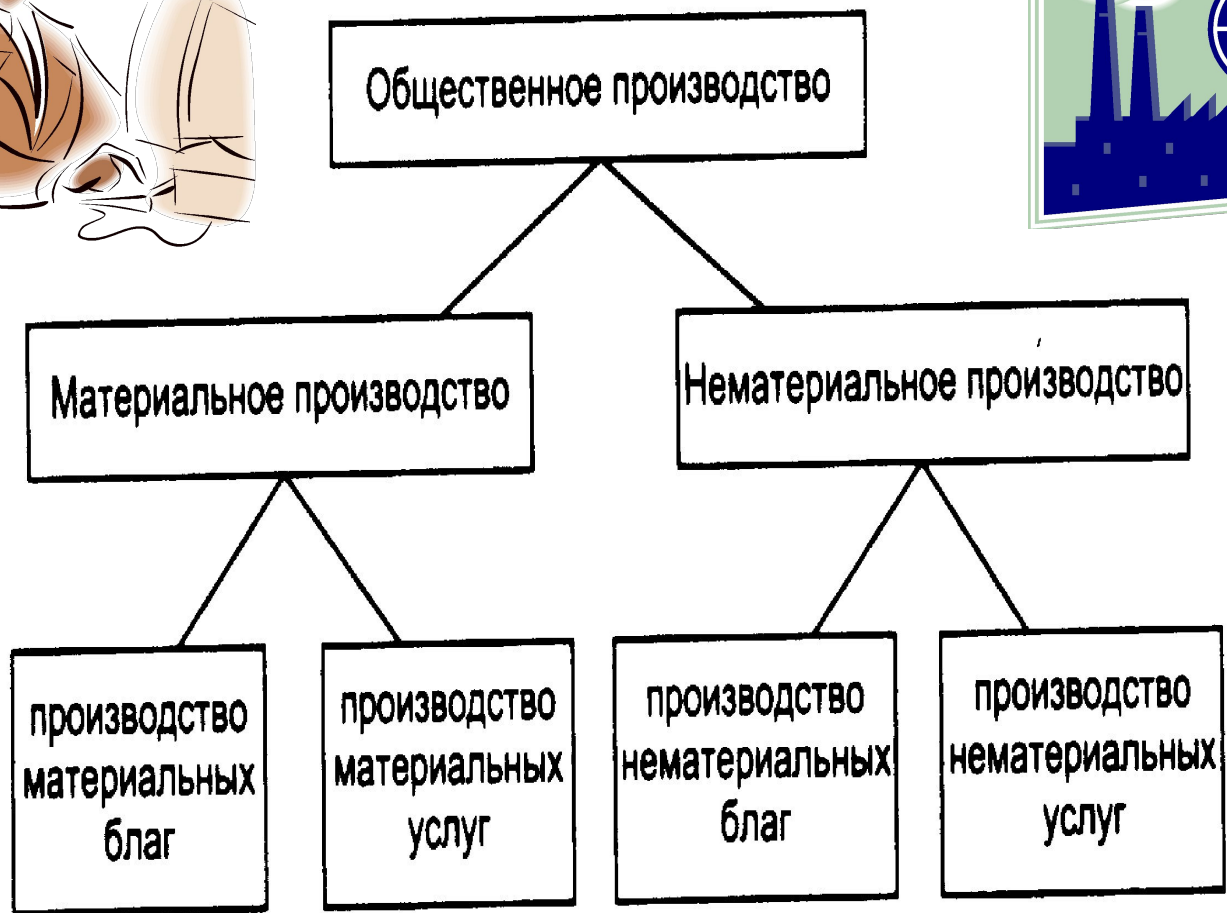 Общественное производство
Материальное производство
Нематериальное производство
производство
материальных
благ
производство
материальных
услуг
производство
нематериальных
благ
производство
нематериальных
услуг